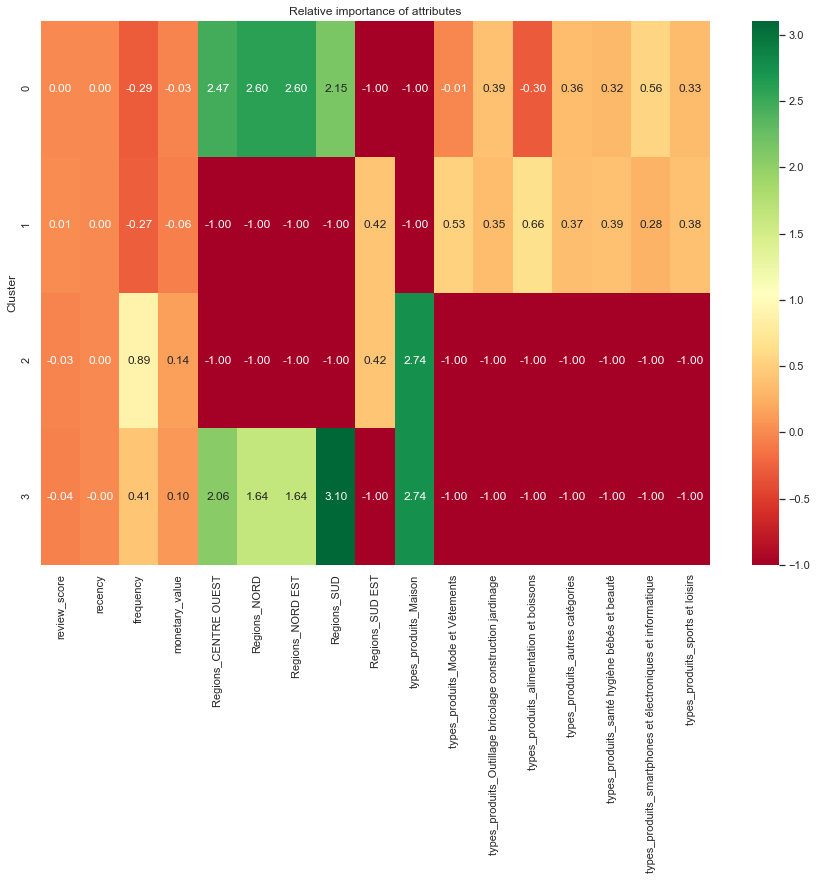 Relative importance of attributes
Cluster
0
0.00 0.00 -0.29 -0.03 2.47 2.60 2.60 2.15 -1.00 -1.00 -0.01 0.39 -0.30 0.36 0.32 0.56 0.33
1
0.01 0.00 -0.27 -0.06 -1.00 -1.00 -1.00 -1.00 0.42 -1.00 0.53 0.35 0.66 0.37 0.39 0.28 0.38
2
-0.03 0.00 0.89 0.14 -1.00 -1.00 -1.00 -1.00 0.42 2.74 -1.00 -1.00 -1.00 -1.00 -1.00 -1.00 -1.00
3
-0.04 -0.00 0.41 0.10 2.06 1.64 1.64 3.10 -1.00 2.74 -1.00 -1.00 -1.00 -1.00 -1.00 -1.00 -1.00
review_score
recency
frequency
monetary_value
Regions_CENTRE OUEST
Regions_NORD
Regions_NORD EST
Regions_SUD
Regions_SUD EST
types_produits_Maison
types_produits_Mode et Vêtements
types_produits_Outillage bricolage construction jardinage
types_produits_alimentation et boissons
types_produits_autres catégories
types_produits_santé hygiène bébés et beauté
types_produits_smartphones et électroniques et informatique
types_produits_sports et loisirs
3.0
2.5
2.0
1.5
1.0
0.5
0.0
−0.5
−1.0